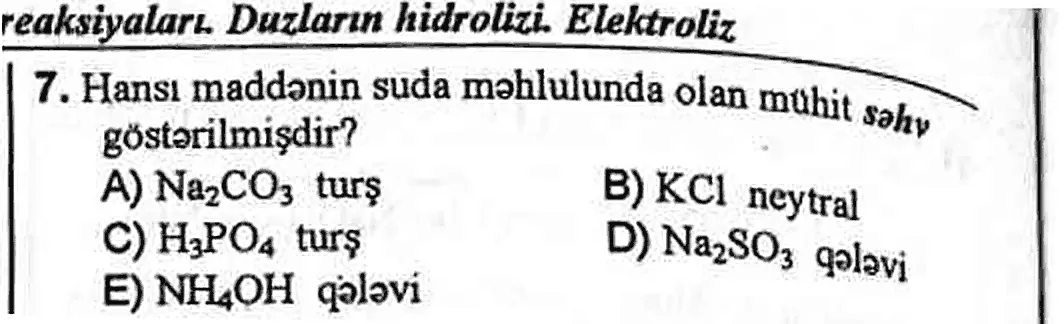 reaksiyaları. Duzların hidrolizi. Elektroliz
7. Hansı maddənin suda məhlulunda olan mühit səhv
göstərilmişdir?
A) Na₂CO₃ turş B) KCl neytral
C) H₃PO₄ turş D) Na₂SO₃ qələvi
E) NH₄OH qələvi